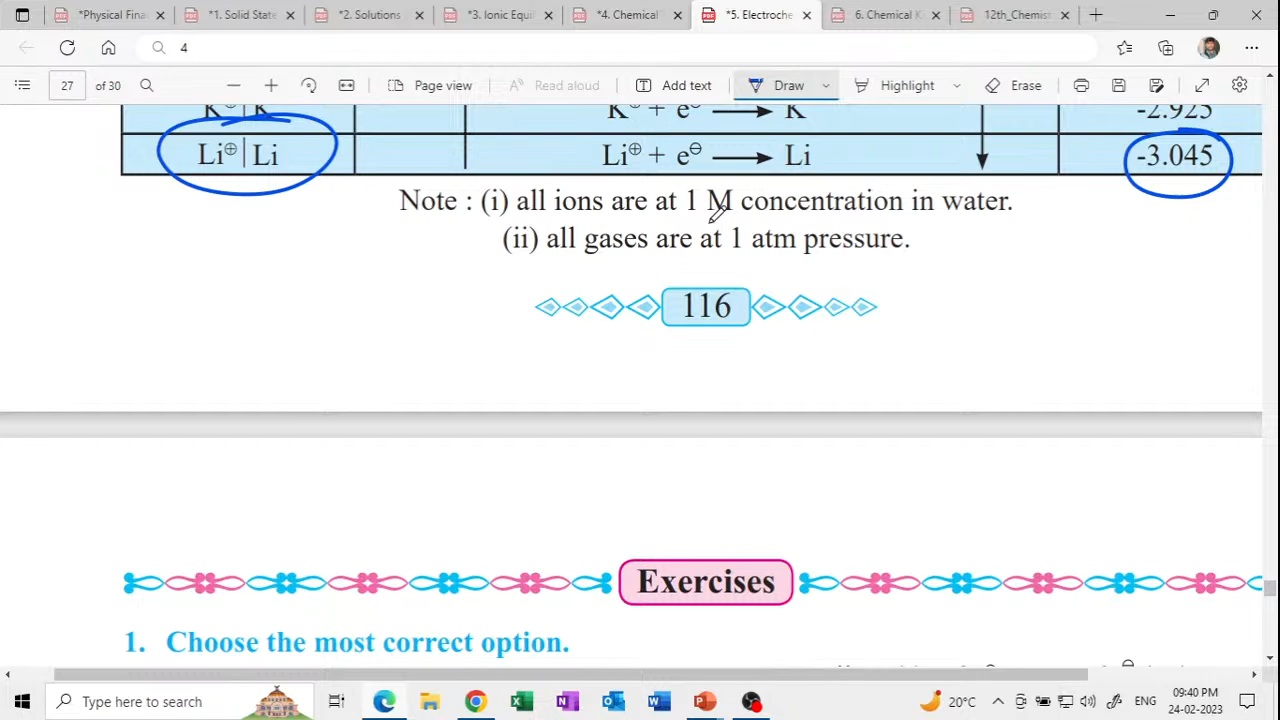 *Physical Fina
*1. Solid State
*2. Solutions
*3. Ionic Equil
*4. Chemical
*5. Electroche
6. Chemical K
12th_Chemist
4
27 of 30
Page view
Read aloud
Add text
Draw
Highlight
Erase
K⊕ | K K⊕ + e⊖ → K -2.925
Li⊕ | Li Li⊕ + e⊖ → Li -3.045
Note : (i) all ions are at 1 M concentration in water.
(ii) all gases are at 1 atm pressure.
116
Exercises
1. Choose the most correct option.
Type here to search
20°C
ENG
09:40 PM
24-02-2023